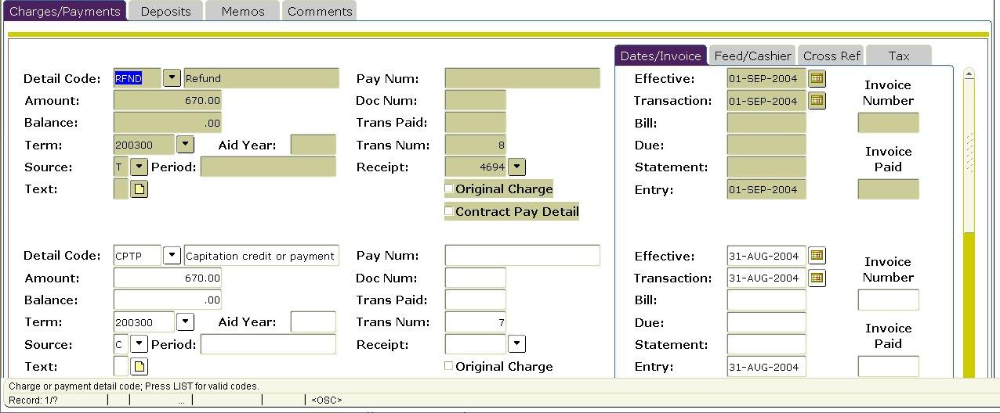 Charges/Payments Deposits Memos Comments
Dates/Invoice Feed/Cashier Cross Ref Tax
Detail Code: RFND Refund Pay Num: Effective: 01-SEP-2004 Invoice Number
Amount: 670.00 Doc Num: Transaction: 01-SEP-2004
Balance: .00 Trans Paid: Bill:
Term: 200300 Aid Year: Trans Num: 8 Due: Invoice Paid
Source: T Period: Receipt: 4694 Statement:
Text: Original Charge Entry: 01-SEP-2004
Contract Pay Detail
Detail Code: CPTP Capitation credit or payment Pay Num: Effective: 31-AUG-2004 Invoice Number
Amount: 670.00 Doc Num: Transaction: 31-AUG-2004
Balance: .00 Trans Paid: Bill:
Term: 200300 Aid Year: Trans Num: 7 Due: Invoice Paid
Source: C Period: Receipt: Statement:
Text: Original Charge Entry: 31-AUG-2004
Charge or payment detail code; Press LIST for valid codes.
Record: 1/? ... <OSC>